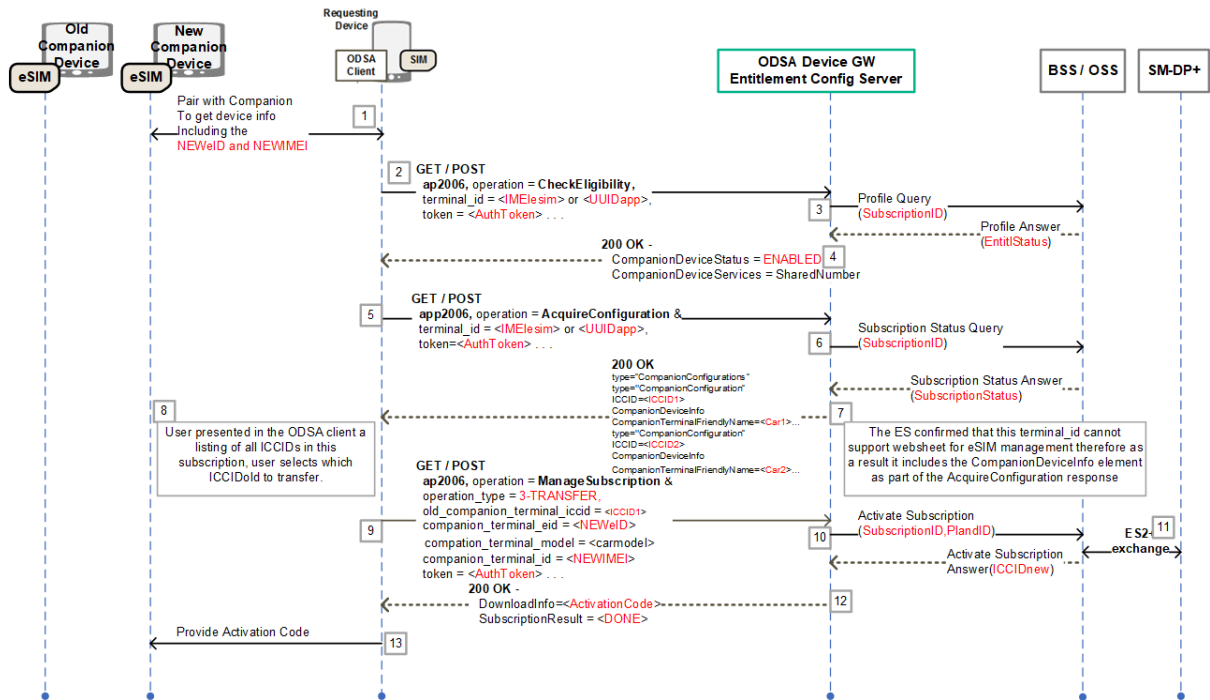 Old
Companion
Device
eSIM
New
Companion
Device
eSIM
Requesting
Device
ODSA
Client
SIM
ODSA Device GW
Entitlement Config Server
BSS / OSS
SM-DP+
Pair with Companion
To get device info
Including the
NEWeID and NEWIMEI
1
2
GET / POST
ap2006, operation = CheckEligibility,
terminal_id = <IMEIesim> or <UUIDapp>,
token = <AuthToken> . . .
3
Profile Query
(SubscriptionID)
Profile Answer
(EntitlStatus)
200 OK -
CompanionDeviceStatus = ENABLED
CompanionDeviceServices = SharedNumber
4
GET / POST
5
app2006, operation = AcquireConfiguration &
terminal_id = <IMEIesim> or <UUIDapp>,
token=<AuthToken> . . .
6
Subscription Status Query
(SubscriptionID)
Subscription Status Answer
(SubscriptionStatus)
200 OK
type="CompanionConfigurations"
type="CompanionConfiguration"
ICCID=<ICCID1>
CompanionDeviceInfo
CompanionTerminalFriendlyName=<Car1>...
type="CompanionConfiguration"
ICCID=<ICCID2>
CompanionDeviceInfo
CompanionTerminalFriendlyName=<Car2>...
7
The ES confirmed that this terminal_id cannot
support websheet for eSIM management therefore as
a result it includes the CompanionDeviceInfo element
as part of the AcquireConfiguration response
8
User presented in the ODSA client a
listing of all ICCIDs in this
subscription, user selects which
ICCIDold to transfer.
GET / POST
ap2006, operation = ManageSubscription &
operation_type = 3-TRANSFER,
old_companion_terminal_iccid = <ICCID1>
companion_terminal_eid = <NEWeID>
compation_terminal_model = <carmodel>
companion_terminal_id = <NEWIMEI>
token = <AuthToken> . . .
9
10
Activate Subscription
(SubscriptionID,PlandID)
11
ES2+
exchange
Activate Subscription
Answer(ICCIDnew)
200 OK -
DownloadInfo=<ActivationCode>
SubscriptionResult = <DONE>
12
Provide Activation Code
13